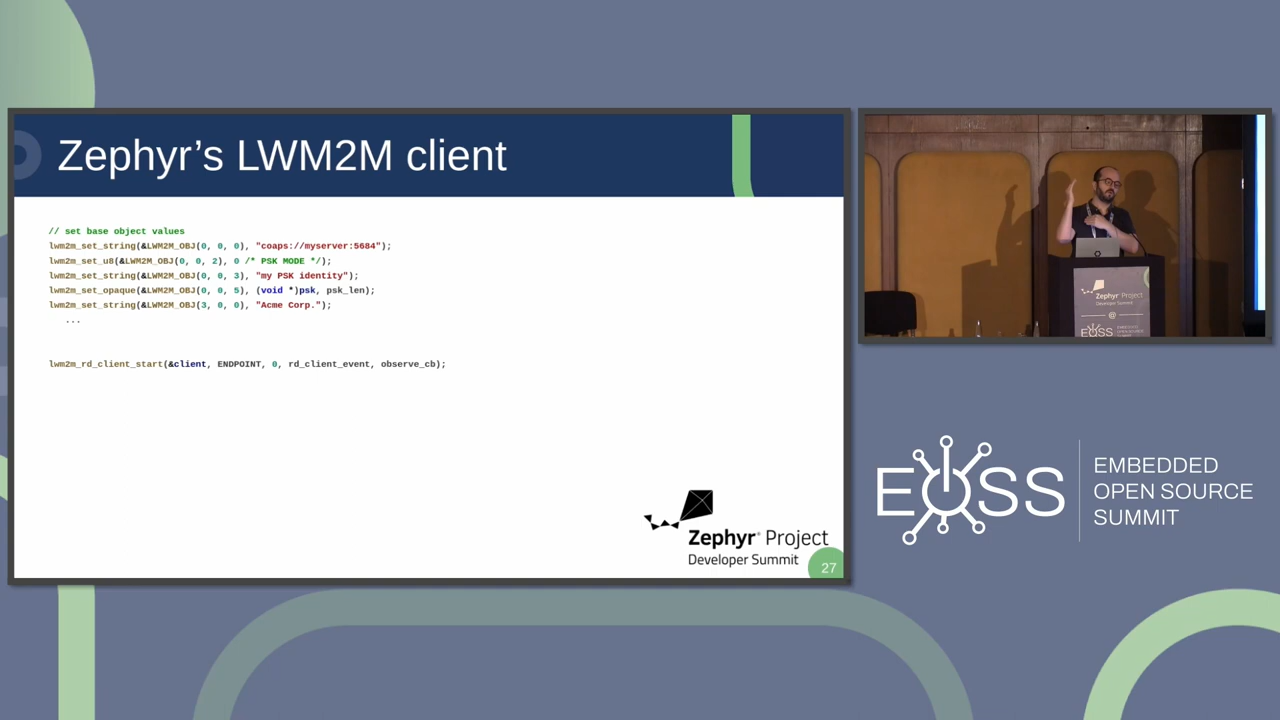 Zephyr’s LWM2M client
// set base object values
lwm2m_set_string(&LWM2M_OBJ(0, 0, 0), "coaps://myserver:5684");
lwm2m_set_u8(&LWM2M_OBJ(0, 0, 2), 0 /* PSK MODE */);
lwm2m_set_string(&LWM2M_OBJ(0, 0, 3), "my PSK identity");
lwm2m_set_opaque(&LWM2M_OBJ(0, 0, 5), (void *)psk, psk_len);
lwm2m_set_string(&LWM2M_OBJ(3, 0, 0), "Acme Corp.");
...
lwm2m_rd_client_start(&client, ENDPOINT, 0, rd_client_event, observe_cb);
Zephyr® Project
Developer Summit
27
Zephyr Project
Developer Summit
@
EOSS
EOSS
EMBEDDED
OPEN SOURCE
SUMMIT